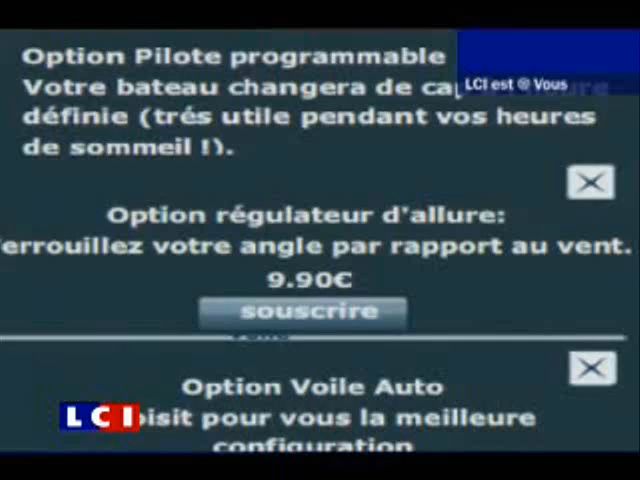 Option Pilote programmable
LCI est @ Vous
Votre bateau changera de
définie (trés utile pendant vos heures
de sommeil !).
Option régulateur d'allure:
errouillez votre angle par rapport au vent.
9.90€
souscrire
Option Voile Auto
LCI
oisit pour vous la meilleure
configuration